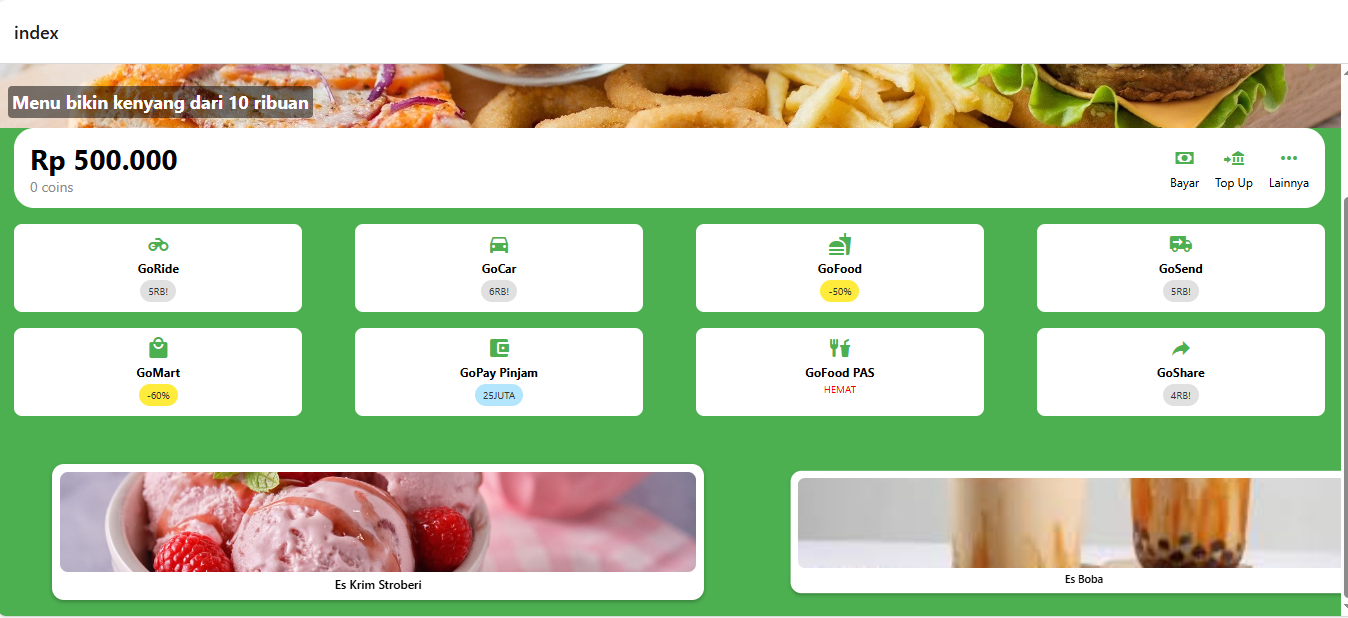 index
Menu bikin kenyang dari 10 ribuan
Rp 500.000
0 coins
Bayar
Top Up
Lainnya
GoRide
5RB!
GoCar
6RB!
GoFood
-50%
GoSend
5RB!
GoMart
-60%
GoPay Pinjam
25JUTA
GoFood PAS
HEMAT
GoShare
4RB!
Es Krim Stroberi
Es Boba